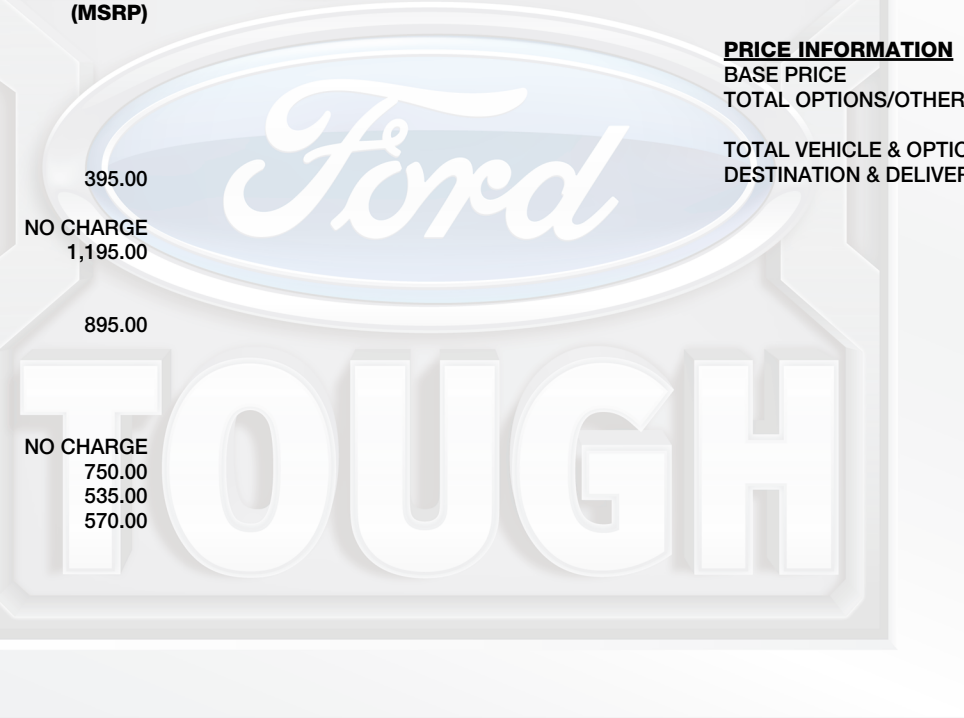 (MSRP)
395.00
NO CHARGE
1,195.00
895.00
NO CHARGE
750.00
535.00
570.00
PRICE INFORMATION
BASE PRICE
TOTAL OPTIONS/OTHER
TOTAL VEHICLE & OPTIO
DESTINATION & DELIVER
Ford
TOUGH